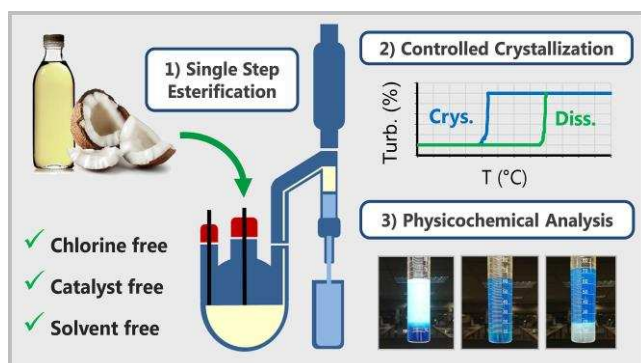 1) Single Step
Esterification
Chlorine free
Catalyst free
Solvent free
2) Controlled Crystallization
Turb. (%)
Crys.
Diss.
T (°C)
3) Physicochemical Analysis